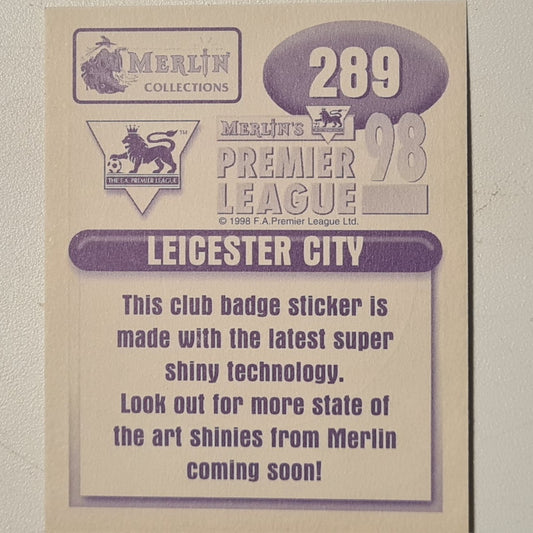 MERLIN
COLLECTIONS
289
THE F.A. PREMIER LEAGUE
TM
MERLIN'S
PREMIER
LEAGUE
98
© 1998 F.A. Premier League Ltd.
LEICESTER CITY
This club badge sticker is
made with the latest super
shiny technology.
Look out for more state of
the art shinies from Merlin
coming soon!